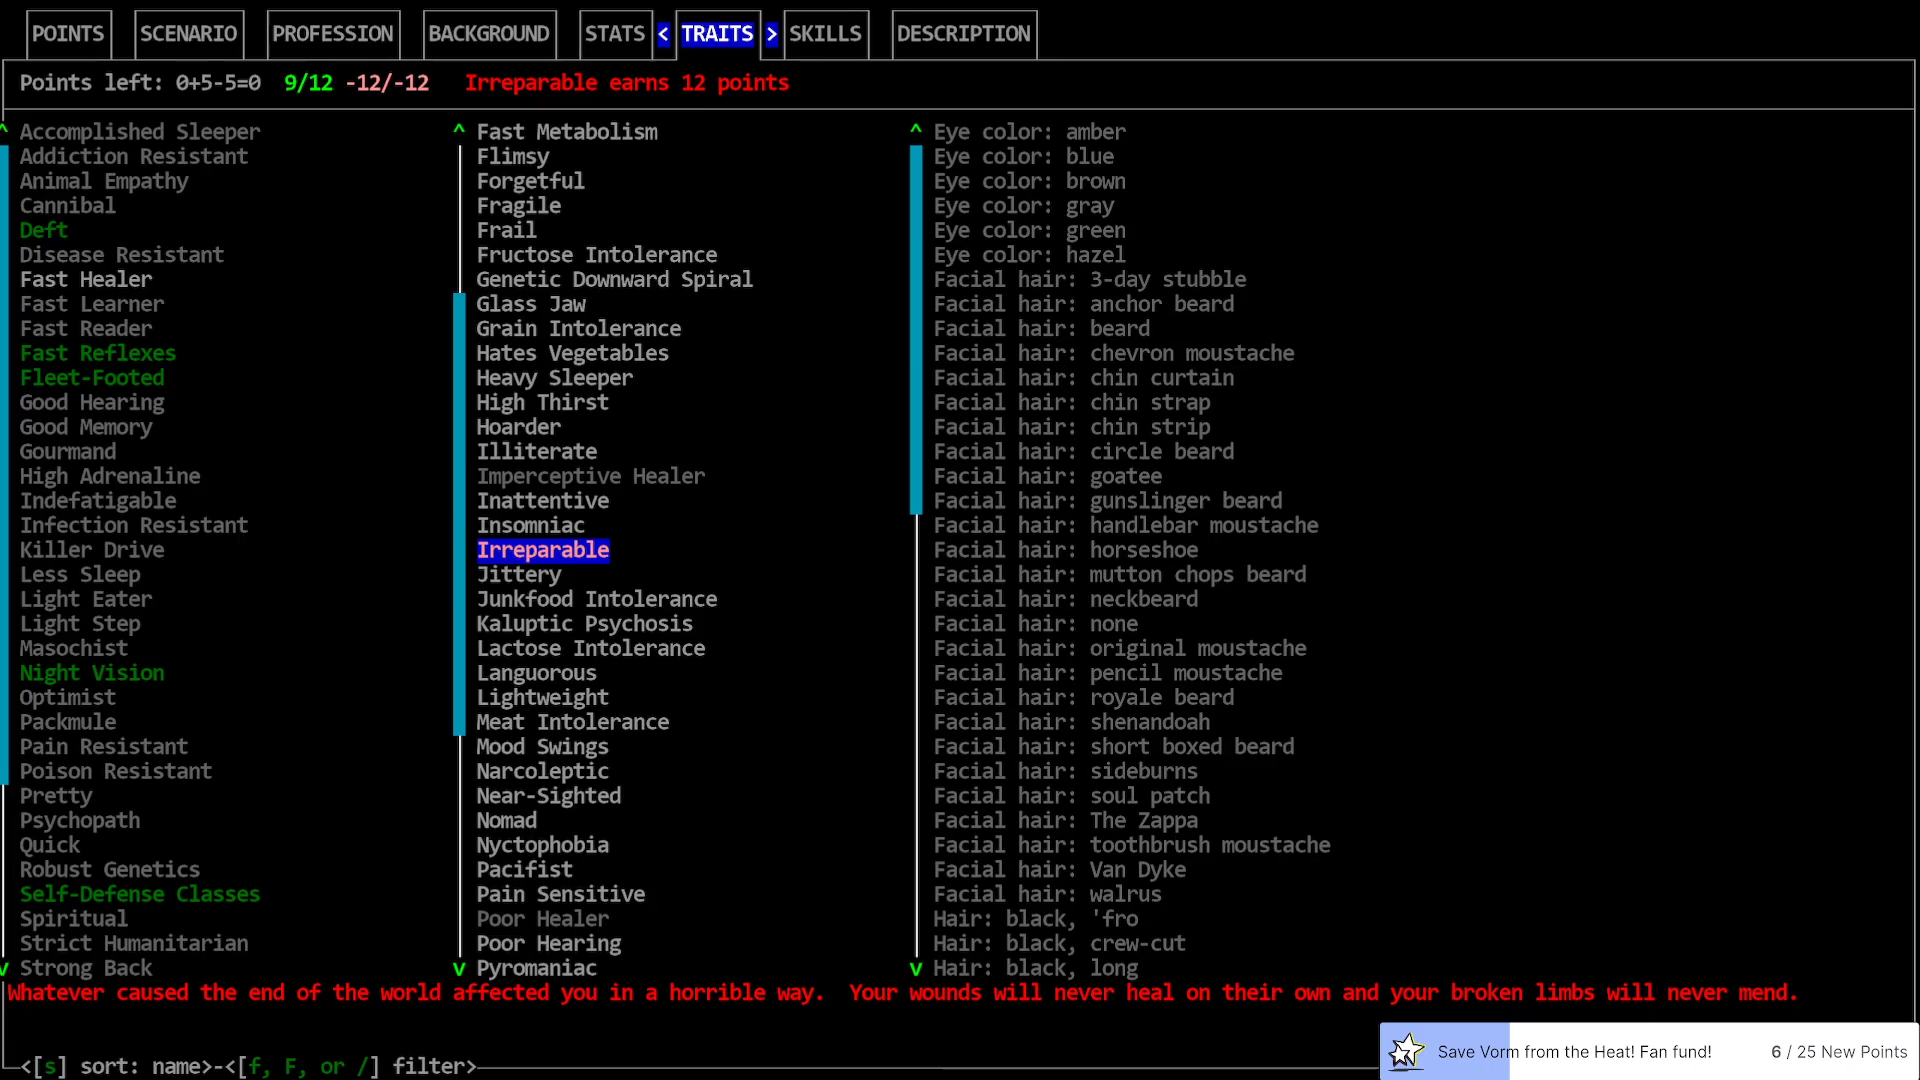 POINTS SCENARIO PROFESSION BACKGROUND STATS < TRAITS > SKILLS DESCRIPTION
Points left: 0+5-5=0 9/12 -12/-12 Irreparable earns 12 points
^ Accomplished Sleeper
Addiction Resistant
Animal Empathy
Cannibal
Deft
Disease Resistant
Fast Healer
Fast Learner
Fast Reader
Fast Reflexes
Fleet-Footed
Good Hearing
Good Memory
Gourmand
High Adrenaline
Indefatigable
Infection Resistant
Killer Drive
Less Sleep
Light Eater
Light Step
Masochist
Night Vision
Optimist
Packmule
Pain Resistant
Poison Resistant
Pretty
Psychopath
Quick
Robust Genetics
Self-Defense Classes
Spiritual
Strict Humanitarian
v Strong Back
^ Fast Metabolism
Flimsy
Forgetful
Fragile
Frail
Fructose Intolerance
Genetic Downward Spiral
Glass Jaw
Grain Intolerance
Hates Vegetables
Heavy Sleeper
High Thirst
Hoarder
Illiterate
Imperceptive Healer
Inattentive
Insomniac
Irreparable
Jittery
Junkfood Intolerance
Kaluptic Psychosis
Lactose Intolerance
Languorous
Lightweight
Meat Intolerance
Mood Swings
Narcoleptic
Near-Sighted
Nomad
Nyctophobia
Pacifist
Pain Sensitive
Poor Healer
Poor Hearing
v Pyromaniac
^ Eye color: amber
Eye color: blue
Eye color: brown
Eye color: gray
Eye color: green
Eye color: hazel
Facial hair: 3-day stubble
Facial hair: anchor beard
Facial hair: beard
Facial hair: chevron moustache
Facial hair: chin curtain
Facial hair: chin strap
Facial hair: chin strip
Facial hair: circle beard
Facial hair: goatee
Facial hair: gunslinger beard
Facial hair: handlebar moustache
Facial hair: horseshoe
Facial hair: mutton chops beard
Facial hair: neckbeard
Facial hair: none
Facial hair: original moustache
Facial hair: pencil moustache
Facial hair: royale beard
Facial hair: shenandoah
Facial hair: short boxed beard
Facial hair: sideburns
Facial hair: soul patch
Facial hair: The Zappa
Facial hair: toothbrush moustache
Facial hair: Van Dyke
Facial hair: walrus
Hair: black, 'fro
Hair: black, crew-cut
v Hair: black, long
Whatever caused the end of the world affected you in a horrible way.  Your wounds will never heal on their own and your broken limbs will never mend.
<[s] sort: name>-<[f, F, or /] filter>
Save Vorm from the Heat! Fan fund! 6 / 25 New Points